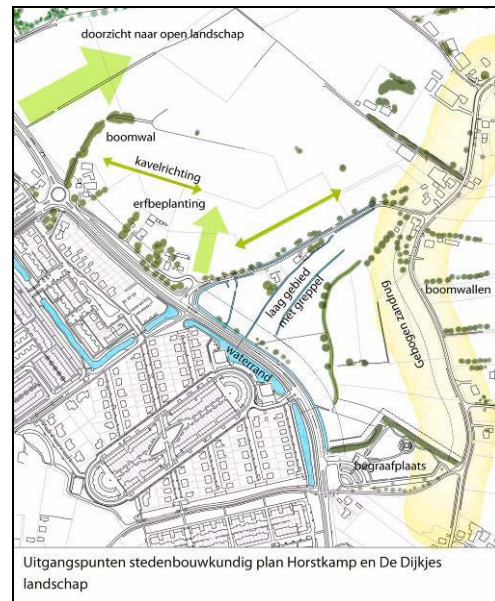 doorzicht naar open landschap
boomwal
kavelrichting
erfbeplanting
laag gebied
met greppel
boomwallen
Gebogen zandrug
waterrand
begraafplaats
Uitgangspunten stedenbouwkundig plan Horstkamp en De Dijkjes
landschap